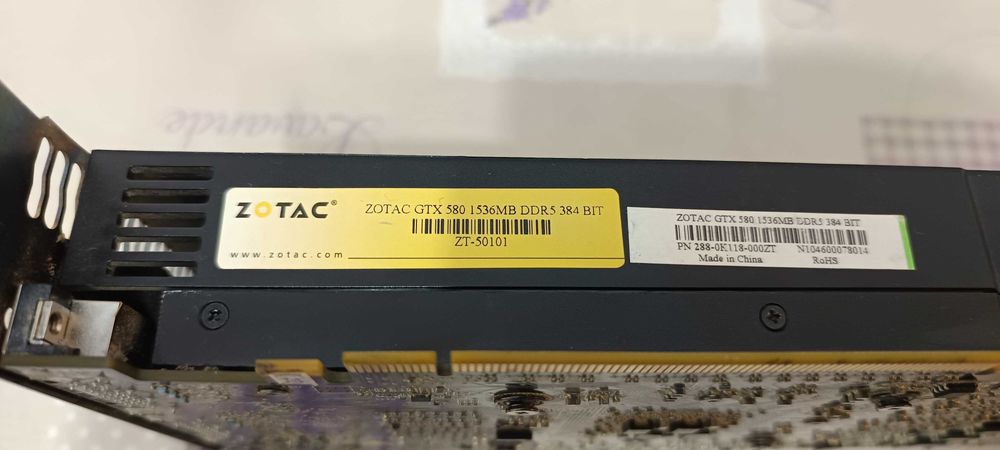 Lavande
ZOTAC®
ZOTAC GTX 580 1536MB DDR5 384 BIT
ZT-50101
www.zotac.com
ZOTAC GTX 580 1536MB DDR5 384 BIT
PN 288-0K118-000ZT N104600078014
Made in China RoHS